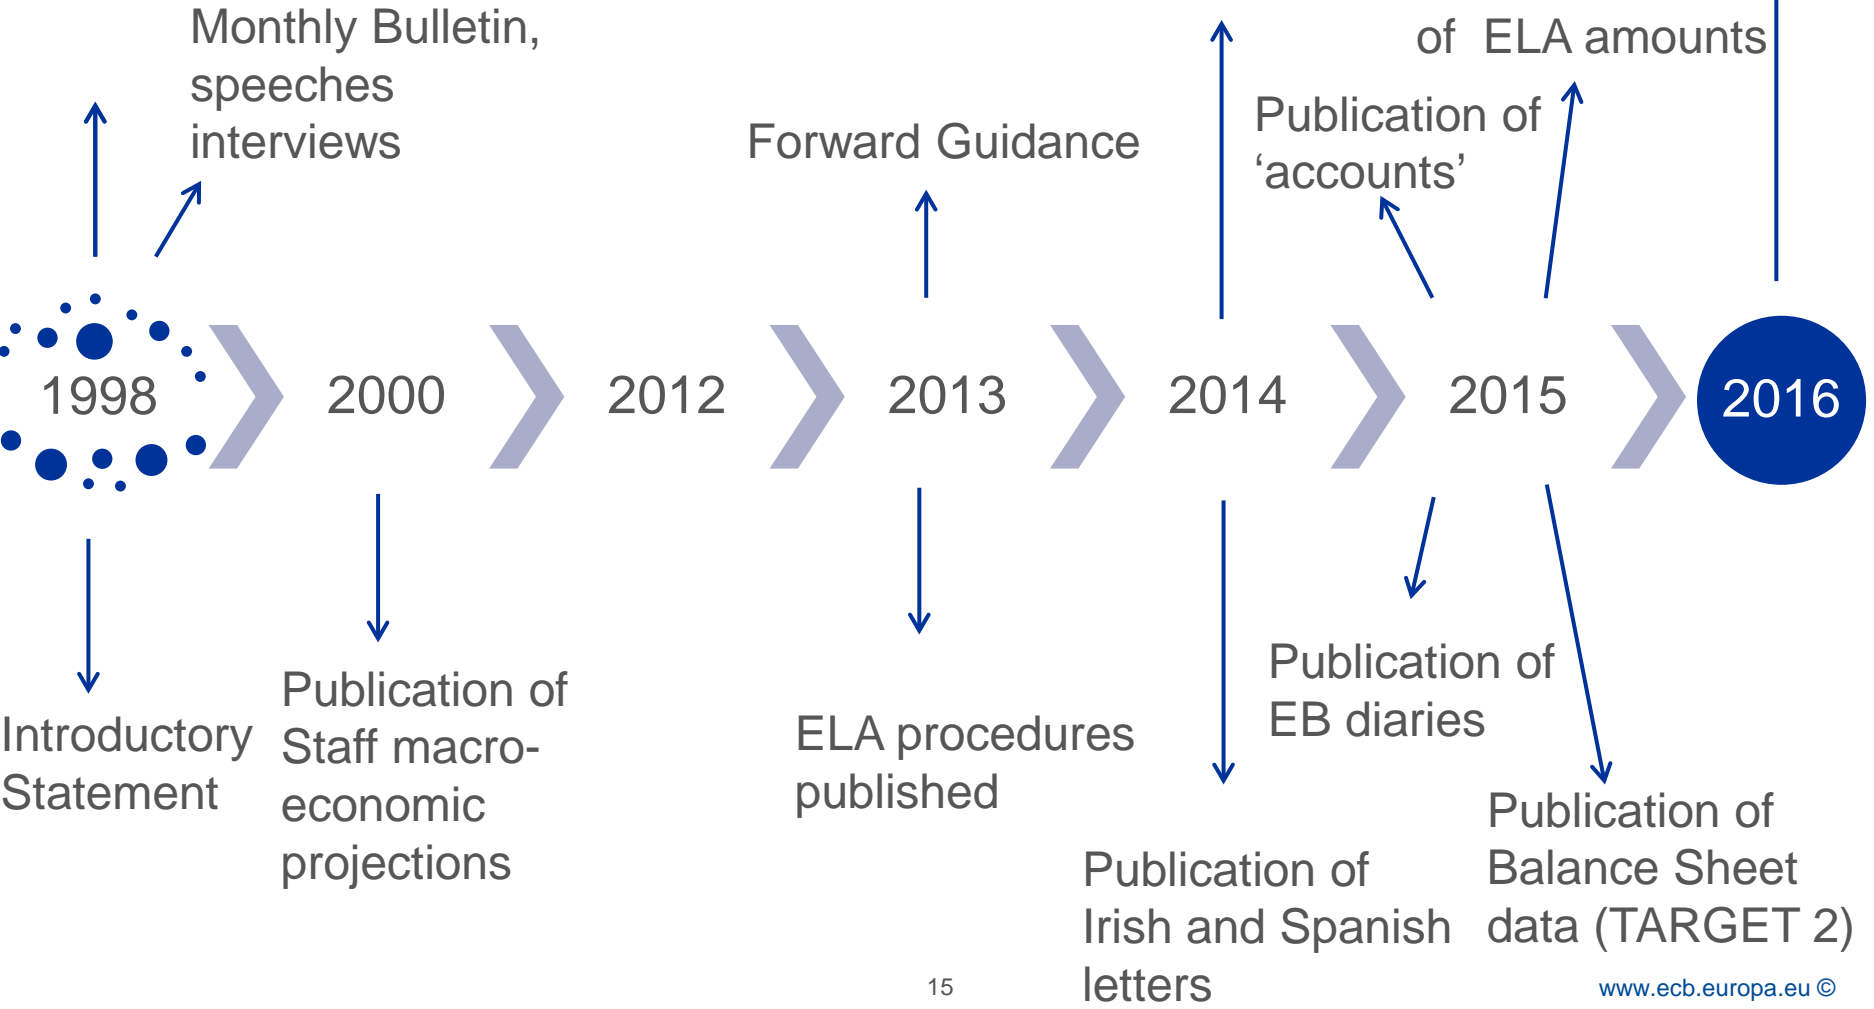 Monthly Bulletin,
speeches
interviews
Forward Guidance
of ELA amounts
Publication of
‘accounts’
1998
2000
2012
2013
2014
2015
2016
Introductory
Statement
Publication of
Staff macro-
economic
projections
ELA procedures
published
Publication of
Irish and Spanish
letters
Publication of
EB diaries
Publication of
Balance Sheet
data (TARGET 2)
15
www.ecb.europa.eu ©